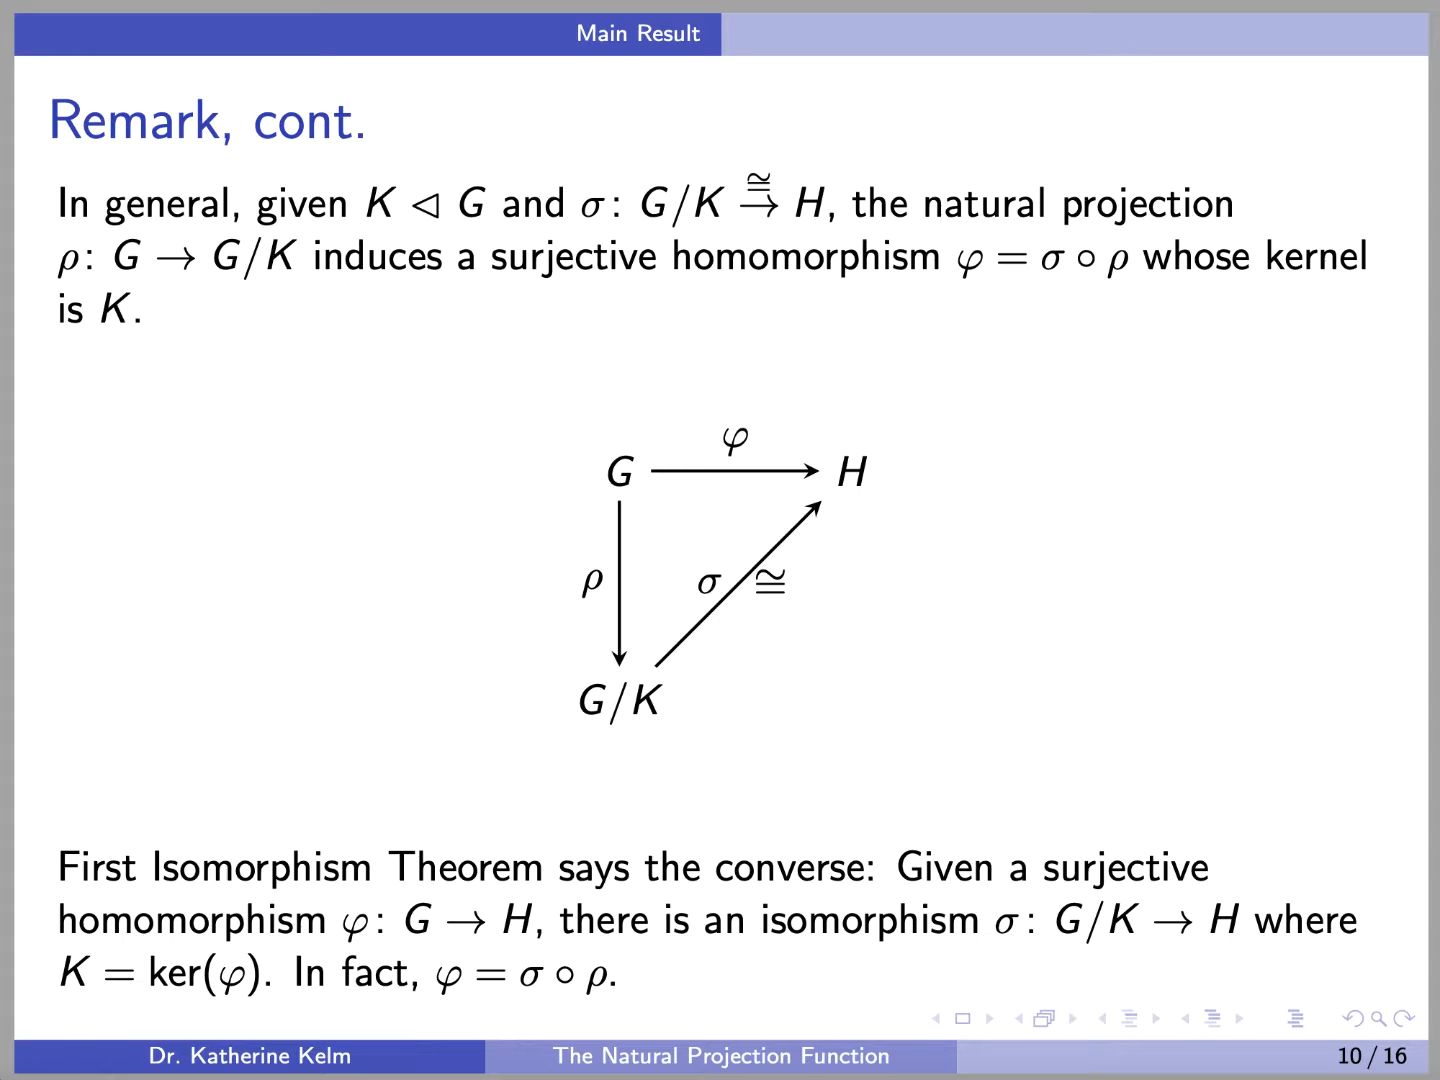 Main Result
Remark, cont.
In general, given K ◁ G and σ: G/K ≅→ H, the natural projection
ρ: G → G/K induces a surjective homomorphism φ = σ ∘ ρ whose kernel
is K.
φ
G H
ρ σ ≅
G/K
First Isomorphism Theorem says the converse: Given a surjective
homomorphism φ: G → H, there is an isomorphism σ: G/K → H where
K = ker(φ). In fact, φ = σ ∘ ρ.
Dr. Katherine Kelm The Natural Projection Function 10 / 16